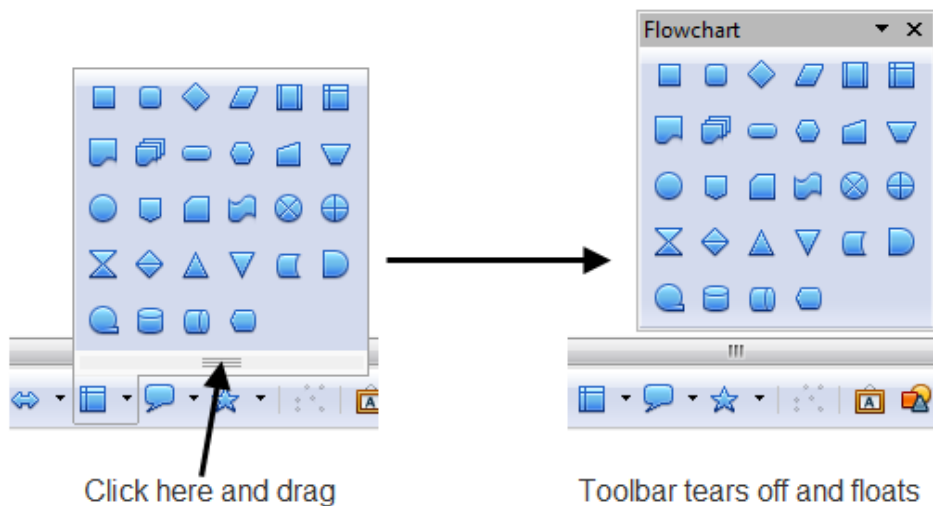 Flowchart
A
A
Click here and drag
Toolbar tears off and floats